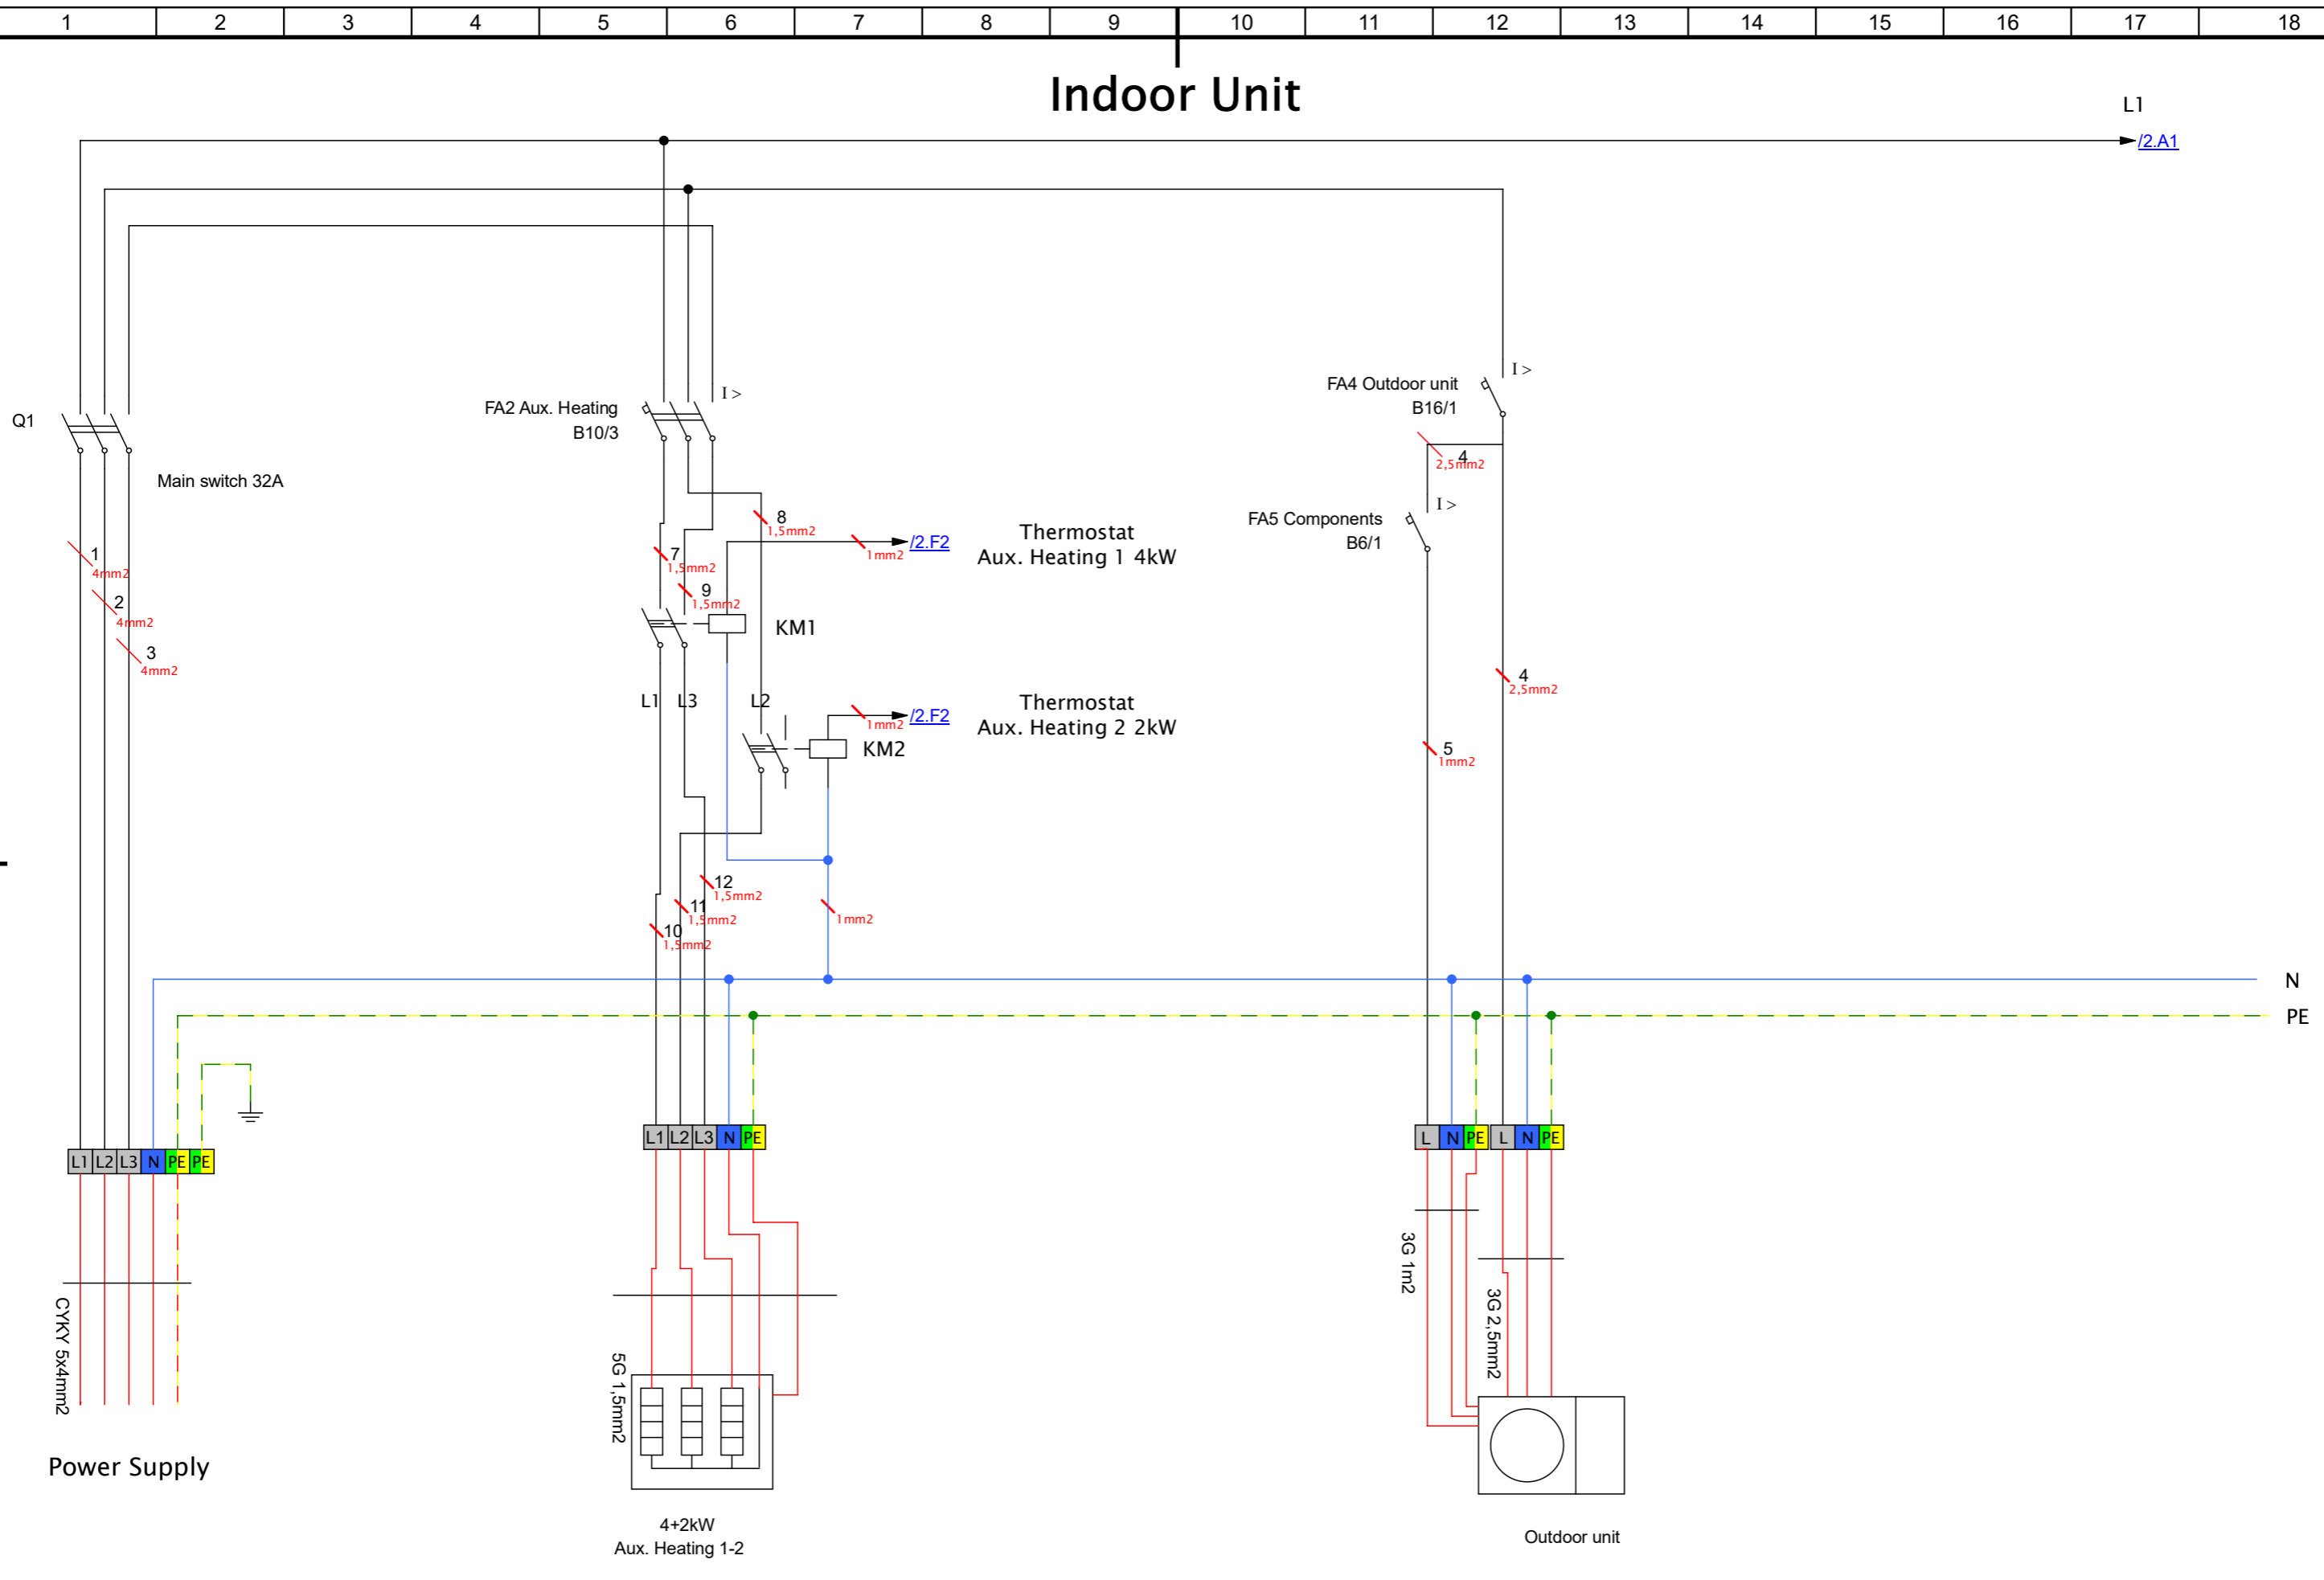 1 2 3 4 5 6 7 8 9 10 11 12 13 14 15 16 17 18
Indoor Unit
L1
/2.A1
I >
FA4 Outdoor unit
B16/1
I >
FA2 Aux. Heating
B10/3
Q1
4
2,5mm2
Main switch 32A
I >
FA5 Components
B6/1
8
1,5mm2
Thermostat
Aux. Heating 1 4kW
/2.F2
1mm2
1
4mm2
7
1,5mm2
9
1,5mm2
2
4mm2
KM1
3
4mm2
4
2,5mm2
L1 L3 L2
Thermostat
Aux. Heating 2 2kW
/2.F2
1mm2
KM2
5
1mm2
12
1,5mm2
11
1,5mm2
1mm2
10
1,5mm2
N
PE
L1 L2 L3 N PE
L N PE L N PE
L1 L2 L3 N PE PE
3G 1m2
3G 2,5mm2
CYKY 5x4mm2
5G 1,5mm2
Power Supply
4+2kW
Aux. Heating 1-2
Outdoor unit